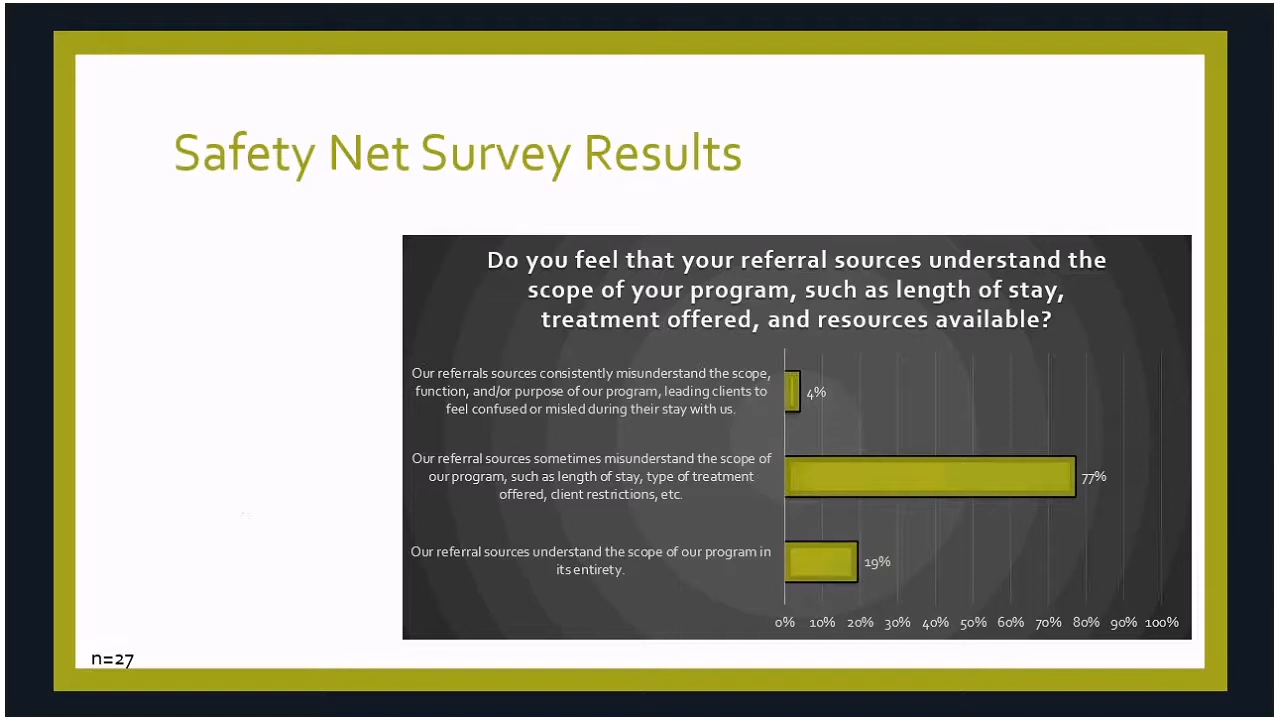 Safety Net Survey Results
Do you feel that your referral sources understand the
scope of your program, such as length of stay,
treatment offered, and resources available?
Our referrals sources consistently misunderstand the scope,
function, and/or purpose of our program, leading clients to
feel confused or misled during their stay with us.
4%
Our referral sources sometimes misunderstand the scope of
our program, such as length of stay, type of treatment
offered, client restrictions, etc.
77%
Our referral sources understand the scope of our program in
its entirety.
19%
0% 10% 20% 30% 40% 50% 60% 70% 80% 90% 100%
n=27